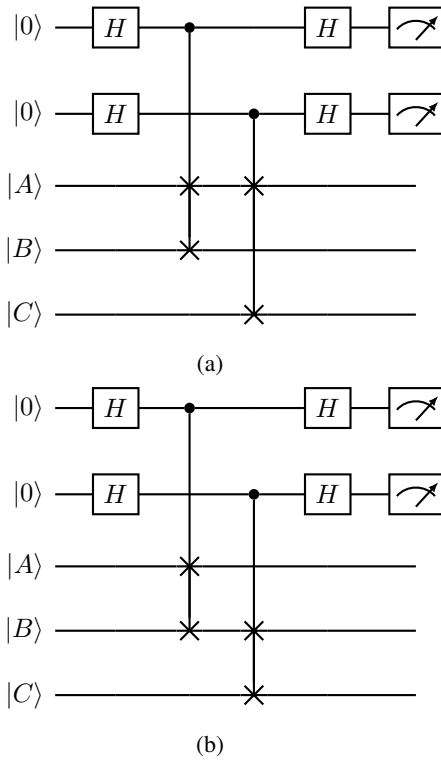 |0⟩ H H
|0⟩ H H
|A⟩
|B⟩
|C⟩
(a)
|0⟩ H H
|0⟩ H H
|A⟩
|B⟩
|C⟩
(b)